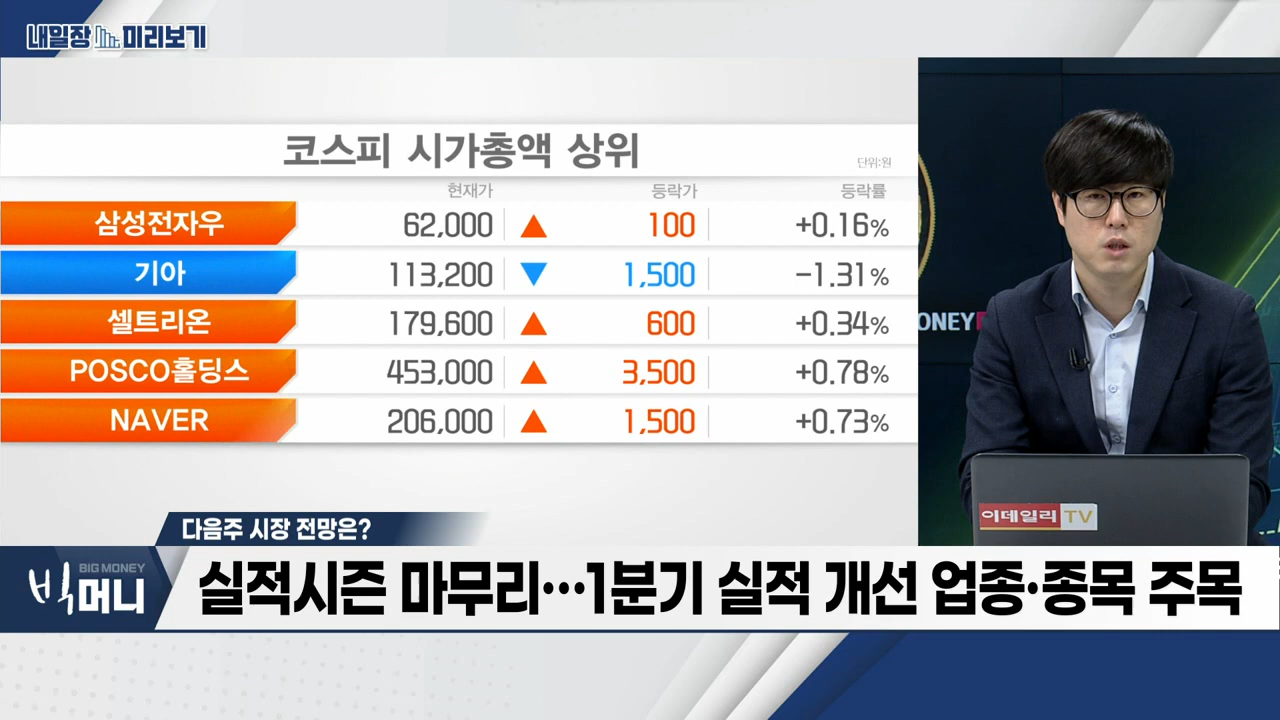 내일장 미리보기
코스피 시가총액 상위
단위:원
현재가 등락가 등락률
삼성전자우 62,000 ▲ 100 +0.16%
기아 113,200 ▼ 1,500 -1.31%
셀트리온 179,600 ▲ 600 +0.34%
POSCO홀딩스 453,000 ▲ 3,500 +0.78%
NAVER 206,000 ▲ 1,500 +0.73%
ONEY
이데일리 TV
다음주 시장 전망은?
BIG MONEY
빅머니
실적시즌 마무리…1분기 실적 개선 업종·종목 주목